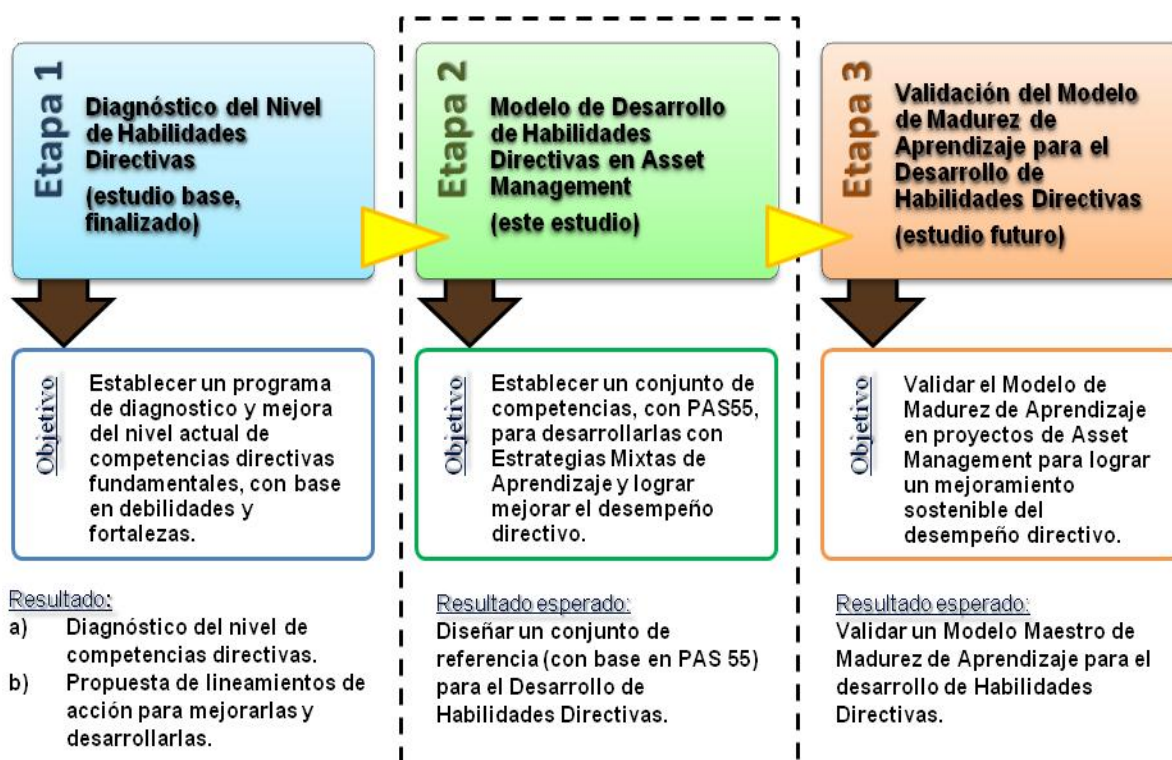 Etapa 1
Diagnóstico del Nivel
de Habilidades
Directivas
(estudio base,
finalizado)
Objetivo
Establecer un programa
de diagnostico y mejora
del nivel actual de
competencias directivas
fundamentales, con base
en debilidades y
fortalezas.
Resultado:
a) Diagnóstico del nivel de
competencias directivas.
b) Propuesta de lineamientos de
acción para mejorarlas y
desarrollarlas.
Etapa 2
Modelo de Desarrollo
de Habilidades
Directivas en Asset
Management
(este estudio)
Objetivo
Establecer un conjunto de
competencias, con PAS55,
para desarrollarlas con
Estrategias Mixtas de
Aprendizaje y lograr
mejorar el desempeño
directivo.
Resultado esperado:
Diseñar un conjunto de
referencia (con base en PAS 55)
para el Desarrollo de
Habilidades Directivas.
Etapa 3
Validación del Modelo
de Madurez de
Aprendizaje para el
Desarrollo de
Habilidades Directivas
(estudio futuro)
Objetivo
Validar el Modelo de
Madurez de Aprendizaje
en proyectos de Asset
Management para lograr
un mejoramiento
sostenible del
desempeño directivo.
Resultado esperado:
Validar un Modelo Maestro de
Madurez de Aprendizaje para el
desarrollo de Habilidades
Directivas.